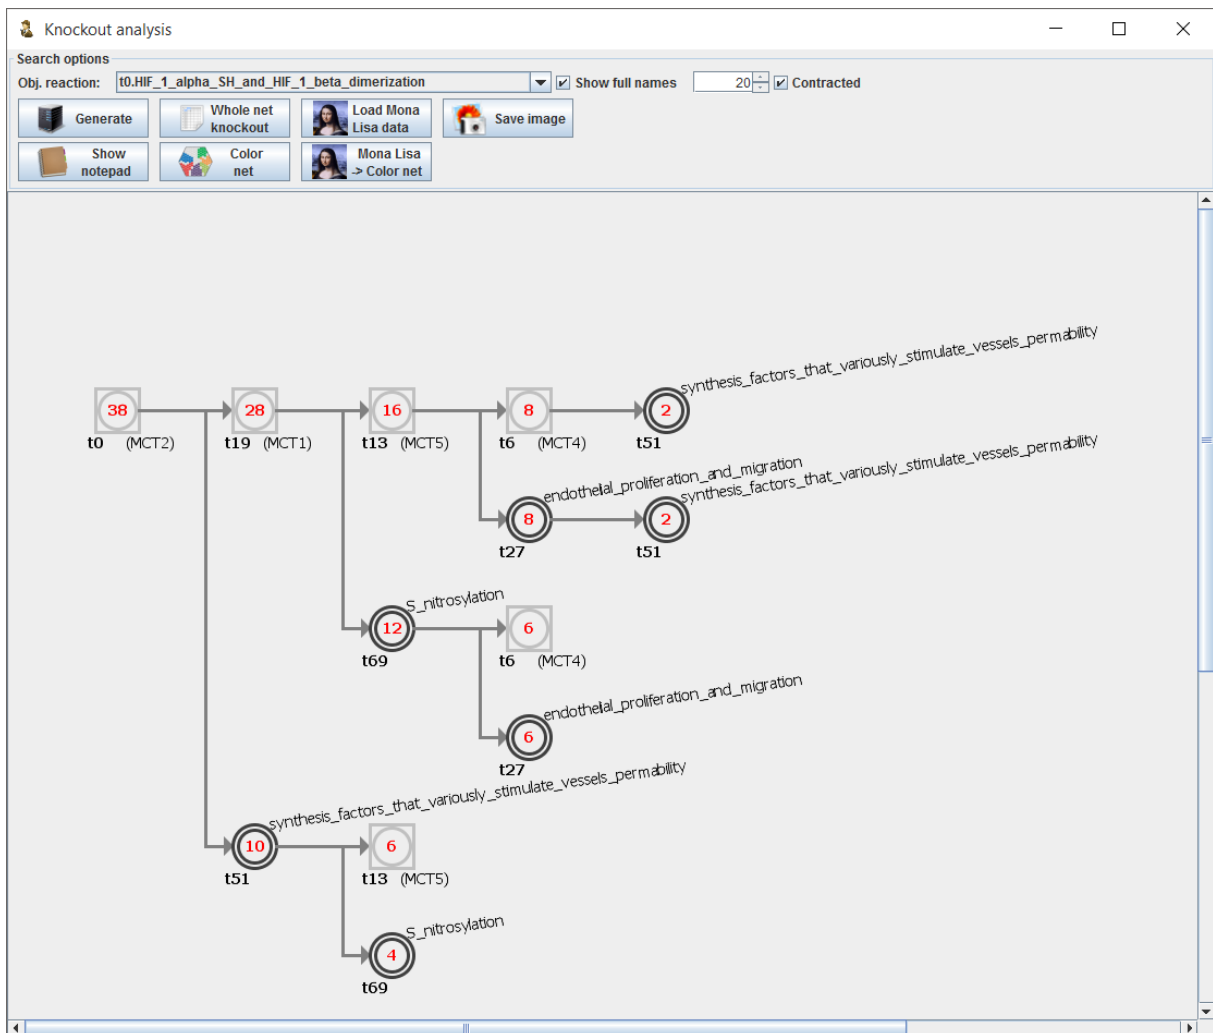 Knockout analysis
Search options
Obj. reaction: t0.HIF_1_alpha_SH_and_HIF_1_beta_dimerization Show full names 20 Contracted
Generate
Whole net
knockout
Load Mona
Lisa data
Save image
Show
notepad
Color
net
Mona Lisa
-> Color net
synthesis_factors_that_variously_stimulate_vessels_permability
38 28 16 8 2
t0 (MCT2) t19 (MCT1) t13 (MCT5) t6 (MCT4) t51
endothelial_proliferation_and_migration
synthesis_factors_that_variously_stimulate_vessels_permability
8 2
t27 t51
S_nitrosylation
12 6
t69 t6 (MCT4)
endothelial_proliferation_and_migration
6
t27
synthesis_factors_that_variously_stimulate_vessels_permability
10 6
t51 t13 (MCT5)
S_nitrosylation
4
t69